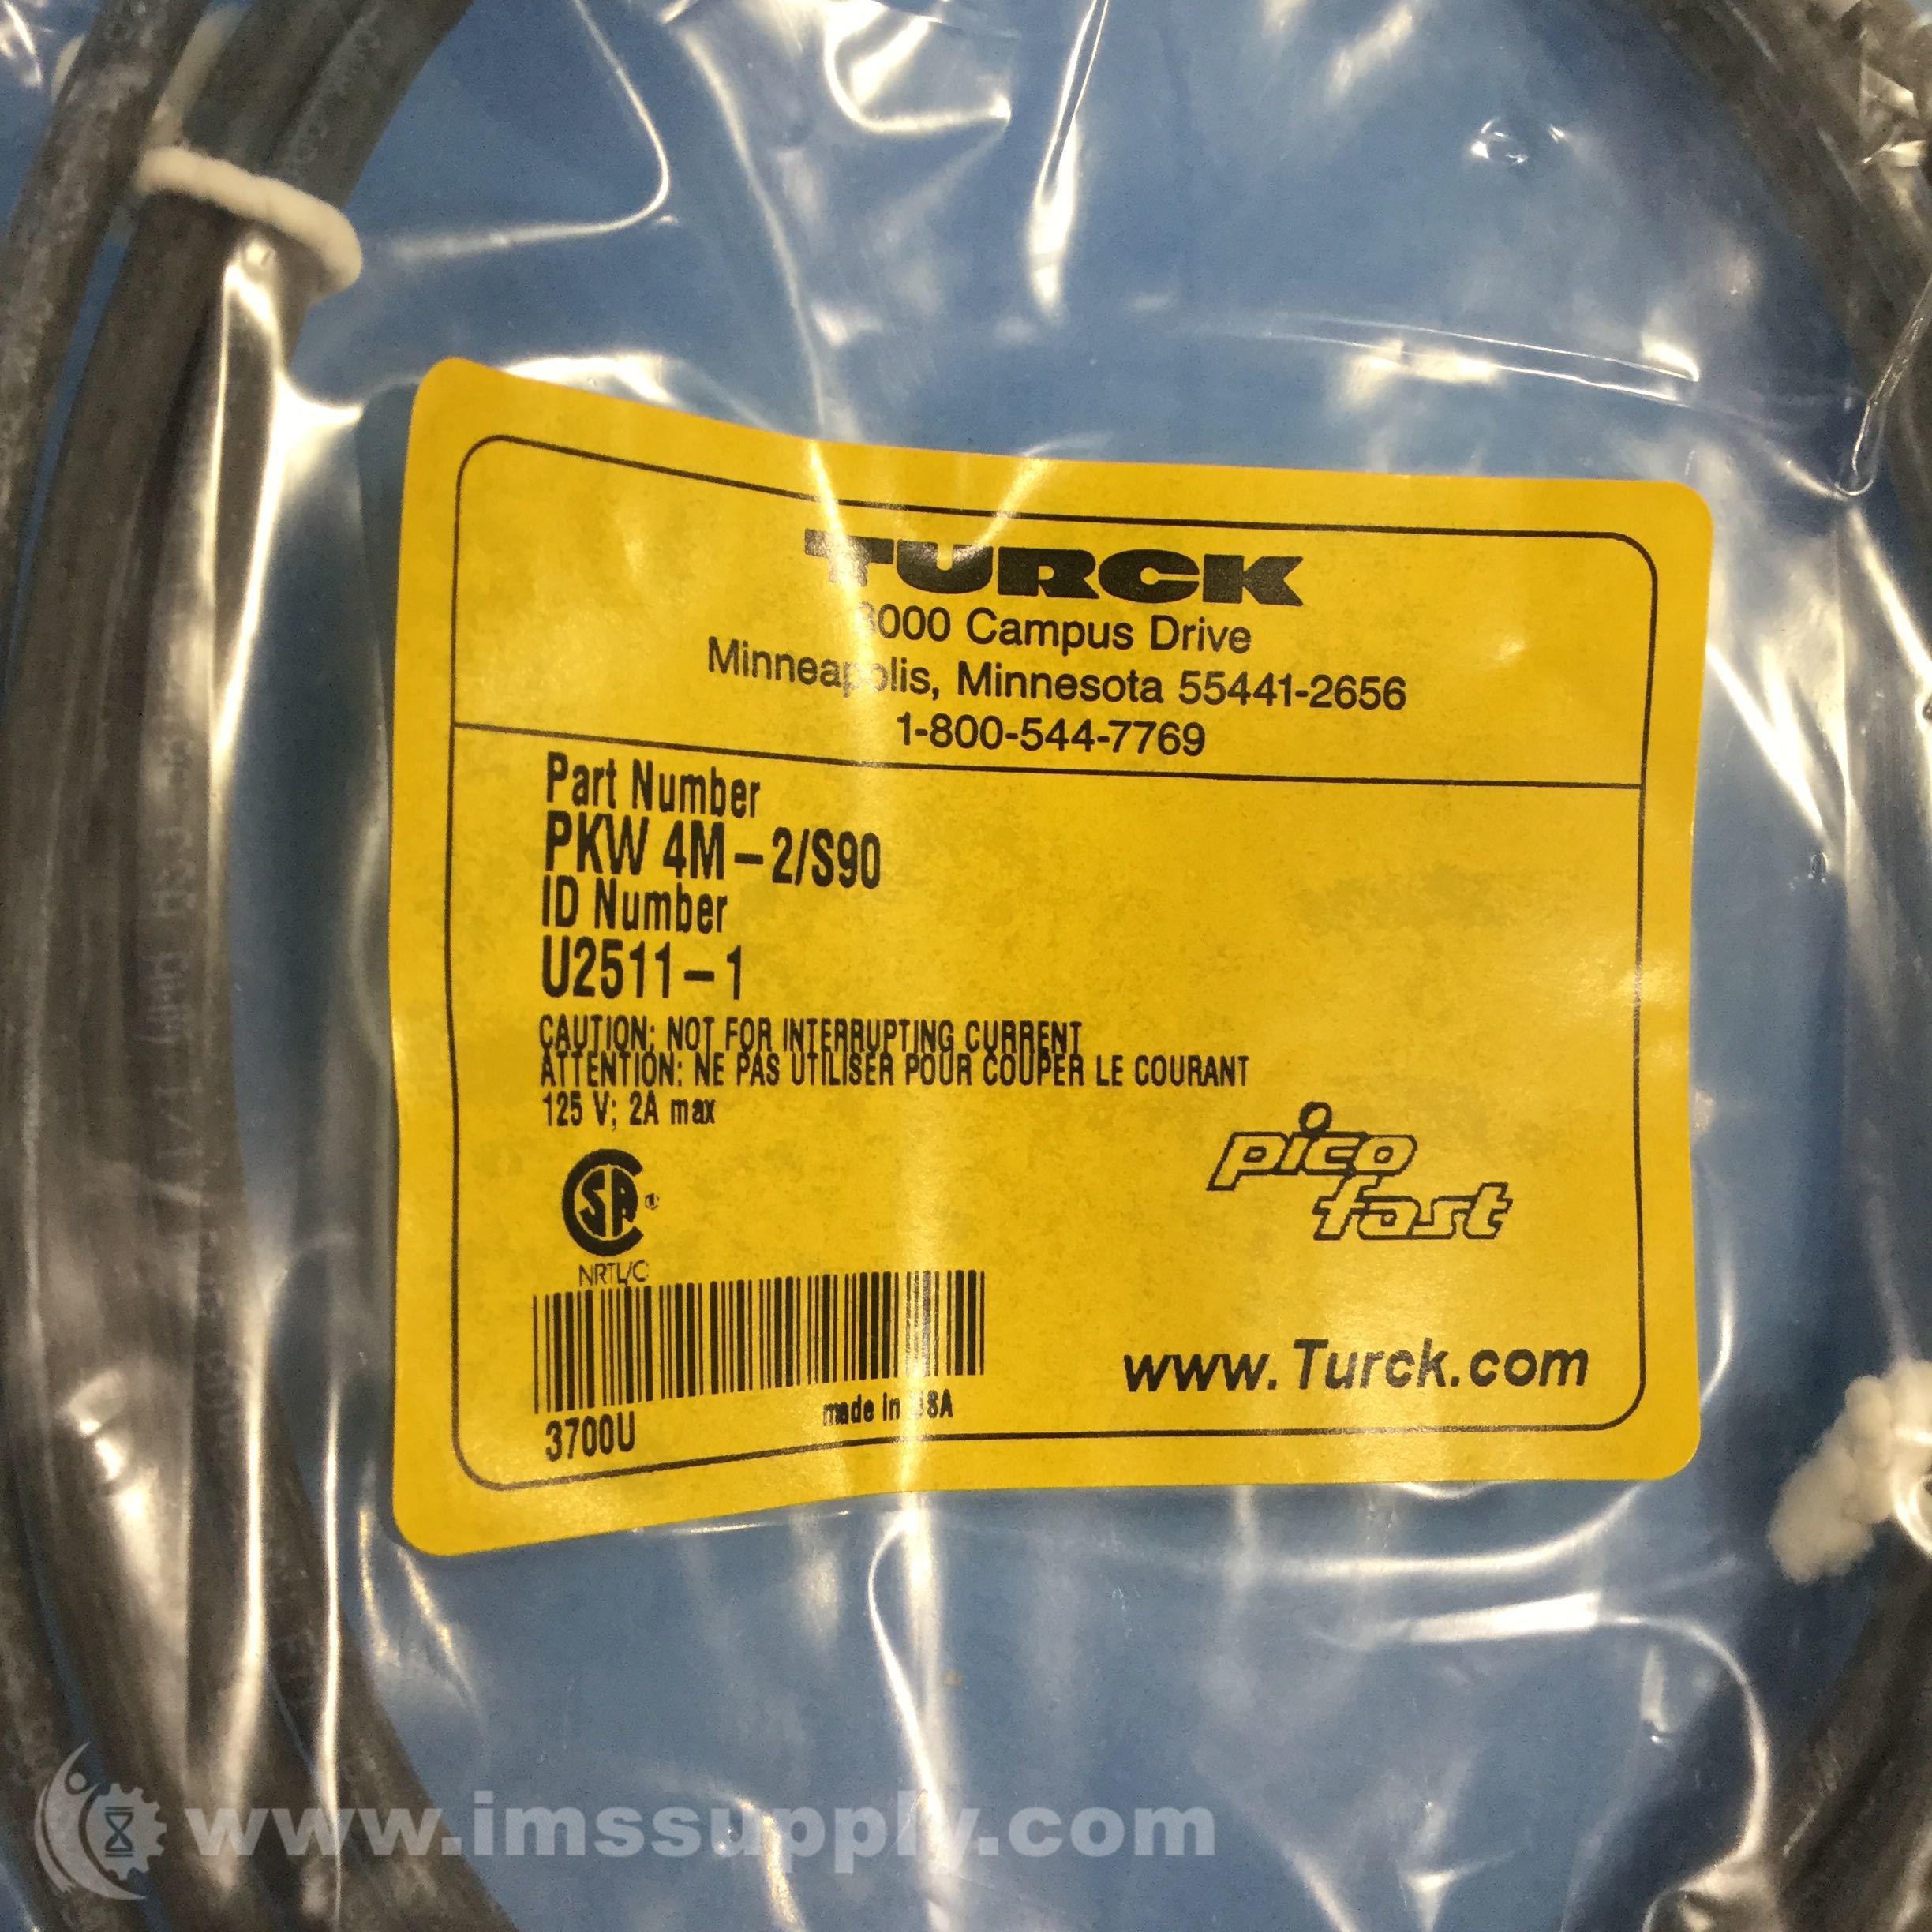 TURCK
3000 Campus Drive
Minneapolis, Minnesota 55441-2656
1-800-544-7769
Part Number
PKW 4M-2/S90
ID Number
U2511-1
CAUTION: NOT FOR INTERRUPTING CURRENT
ATTENTION: NE PAS UTILISER POUR COUPER LE COURANT
125 V; 2A max
pico
fast
SA
NRTL/C
www.Turck.com
made in USA
3700U
www.imssupply.com